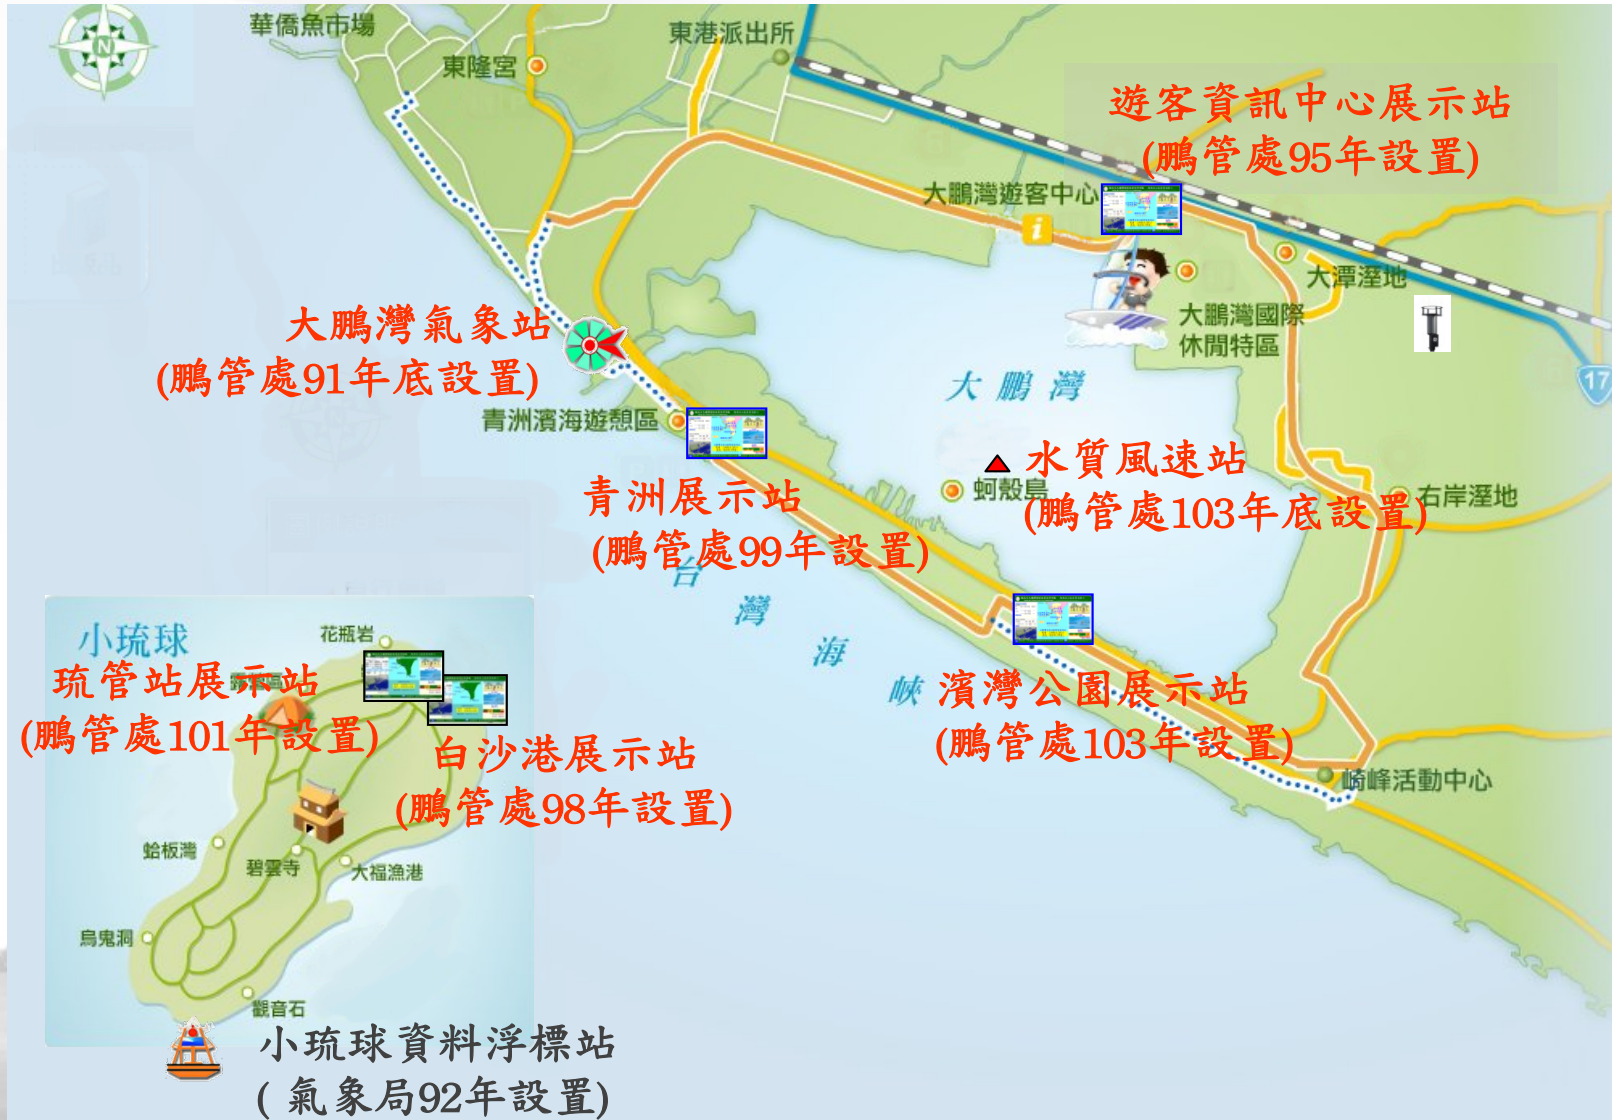 N
華僑魚市場
東隆宮
東港派出所
遊客資訊中心展示站
(鵬管處95年設置)
大鵬灣遊客中心
i
大潭溼地
大鵬灣國際
休閒特區
17
大鵬灣氣象站
(鵬管處91年底設置)
大鵬灣
青洲濱海遊憩區
水質風速站
(鵬管處103年底設置)
蚵殼島
右岸溼地
青洲展示站
(鵬管處99年設置)
台灣海峽
小琉球
花瓶岩
琉管站展示站
(鵬管處101年設置)
白沙港展示站
(鵬管處98年設置)
濱灣公園展示站
(鵬管處103年設置)
崎峰活動中心
蛤板灣
碧雲寺
大福漁港
烏鬼洞
觀音石
小琉球資料浮標站
( 氣象局92年設置)